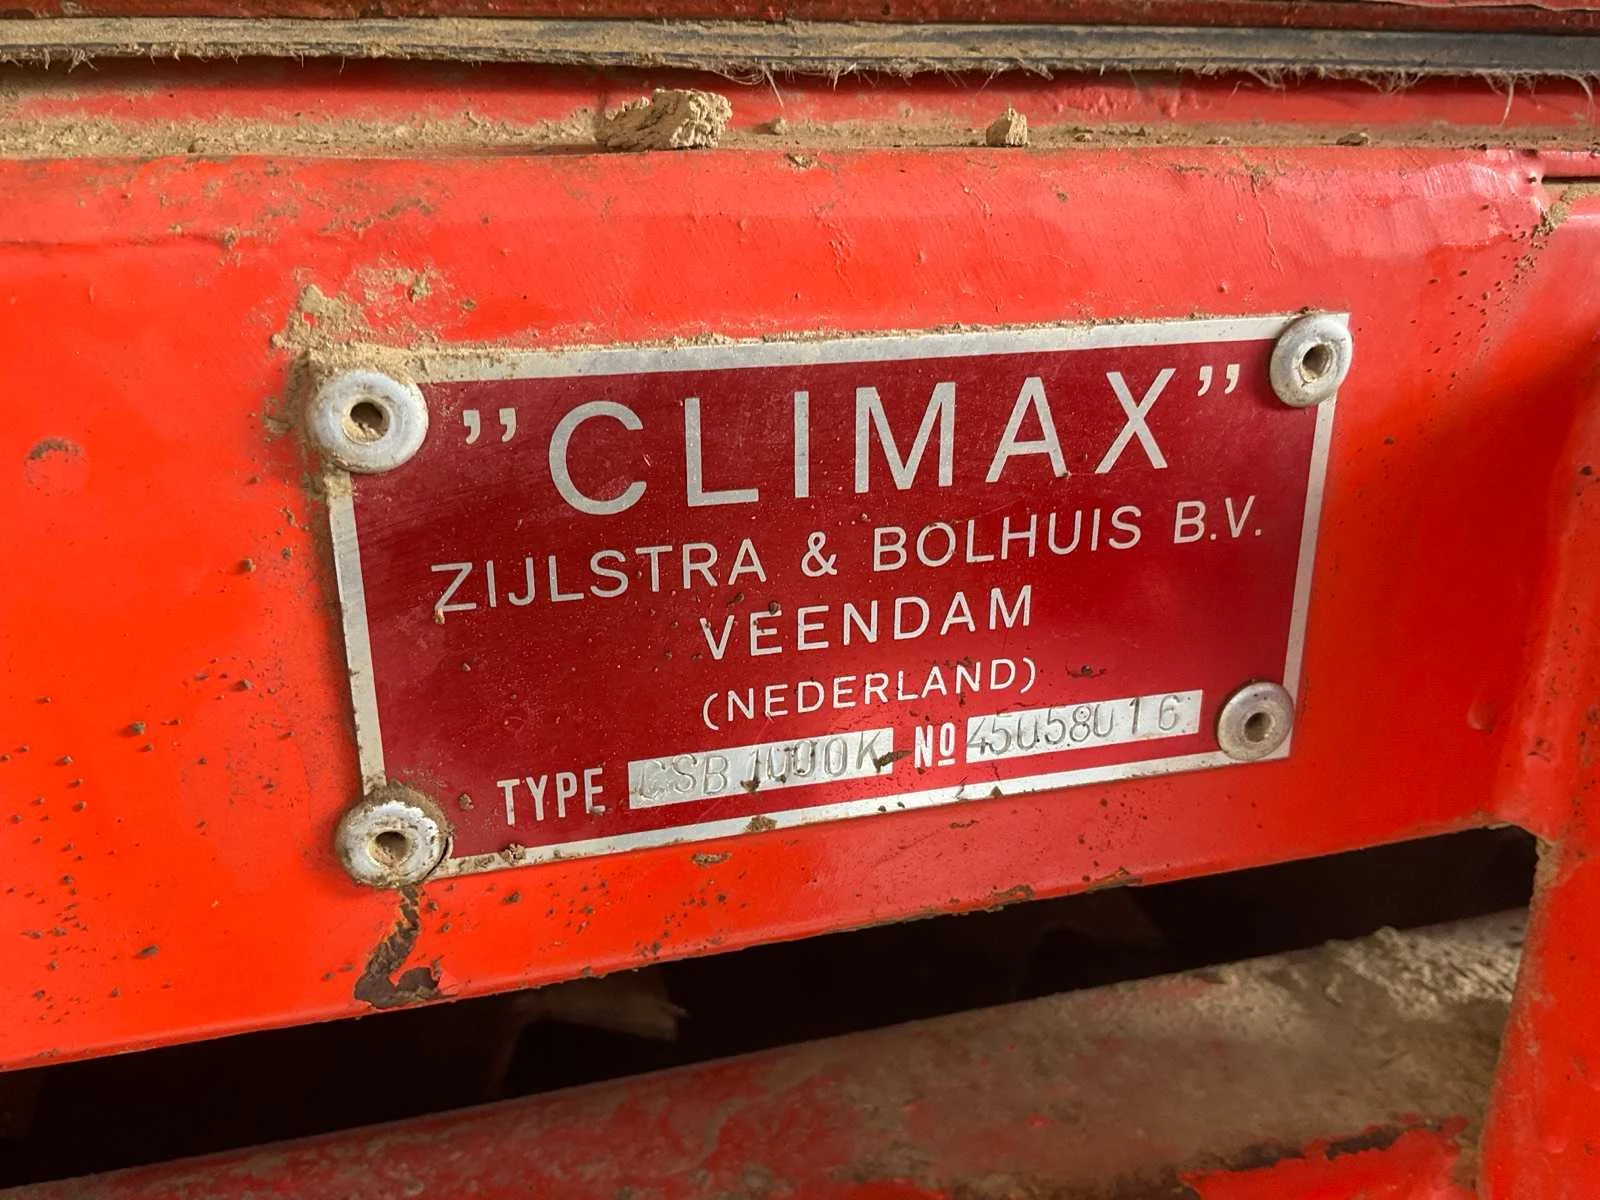 ”CLIMAX”
ZIJLSTRA & BOLHUIS B.V.
VEENDAM
(NEDERLAND)
TYPE CSB 1000K Nº 45058016